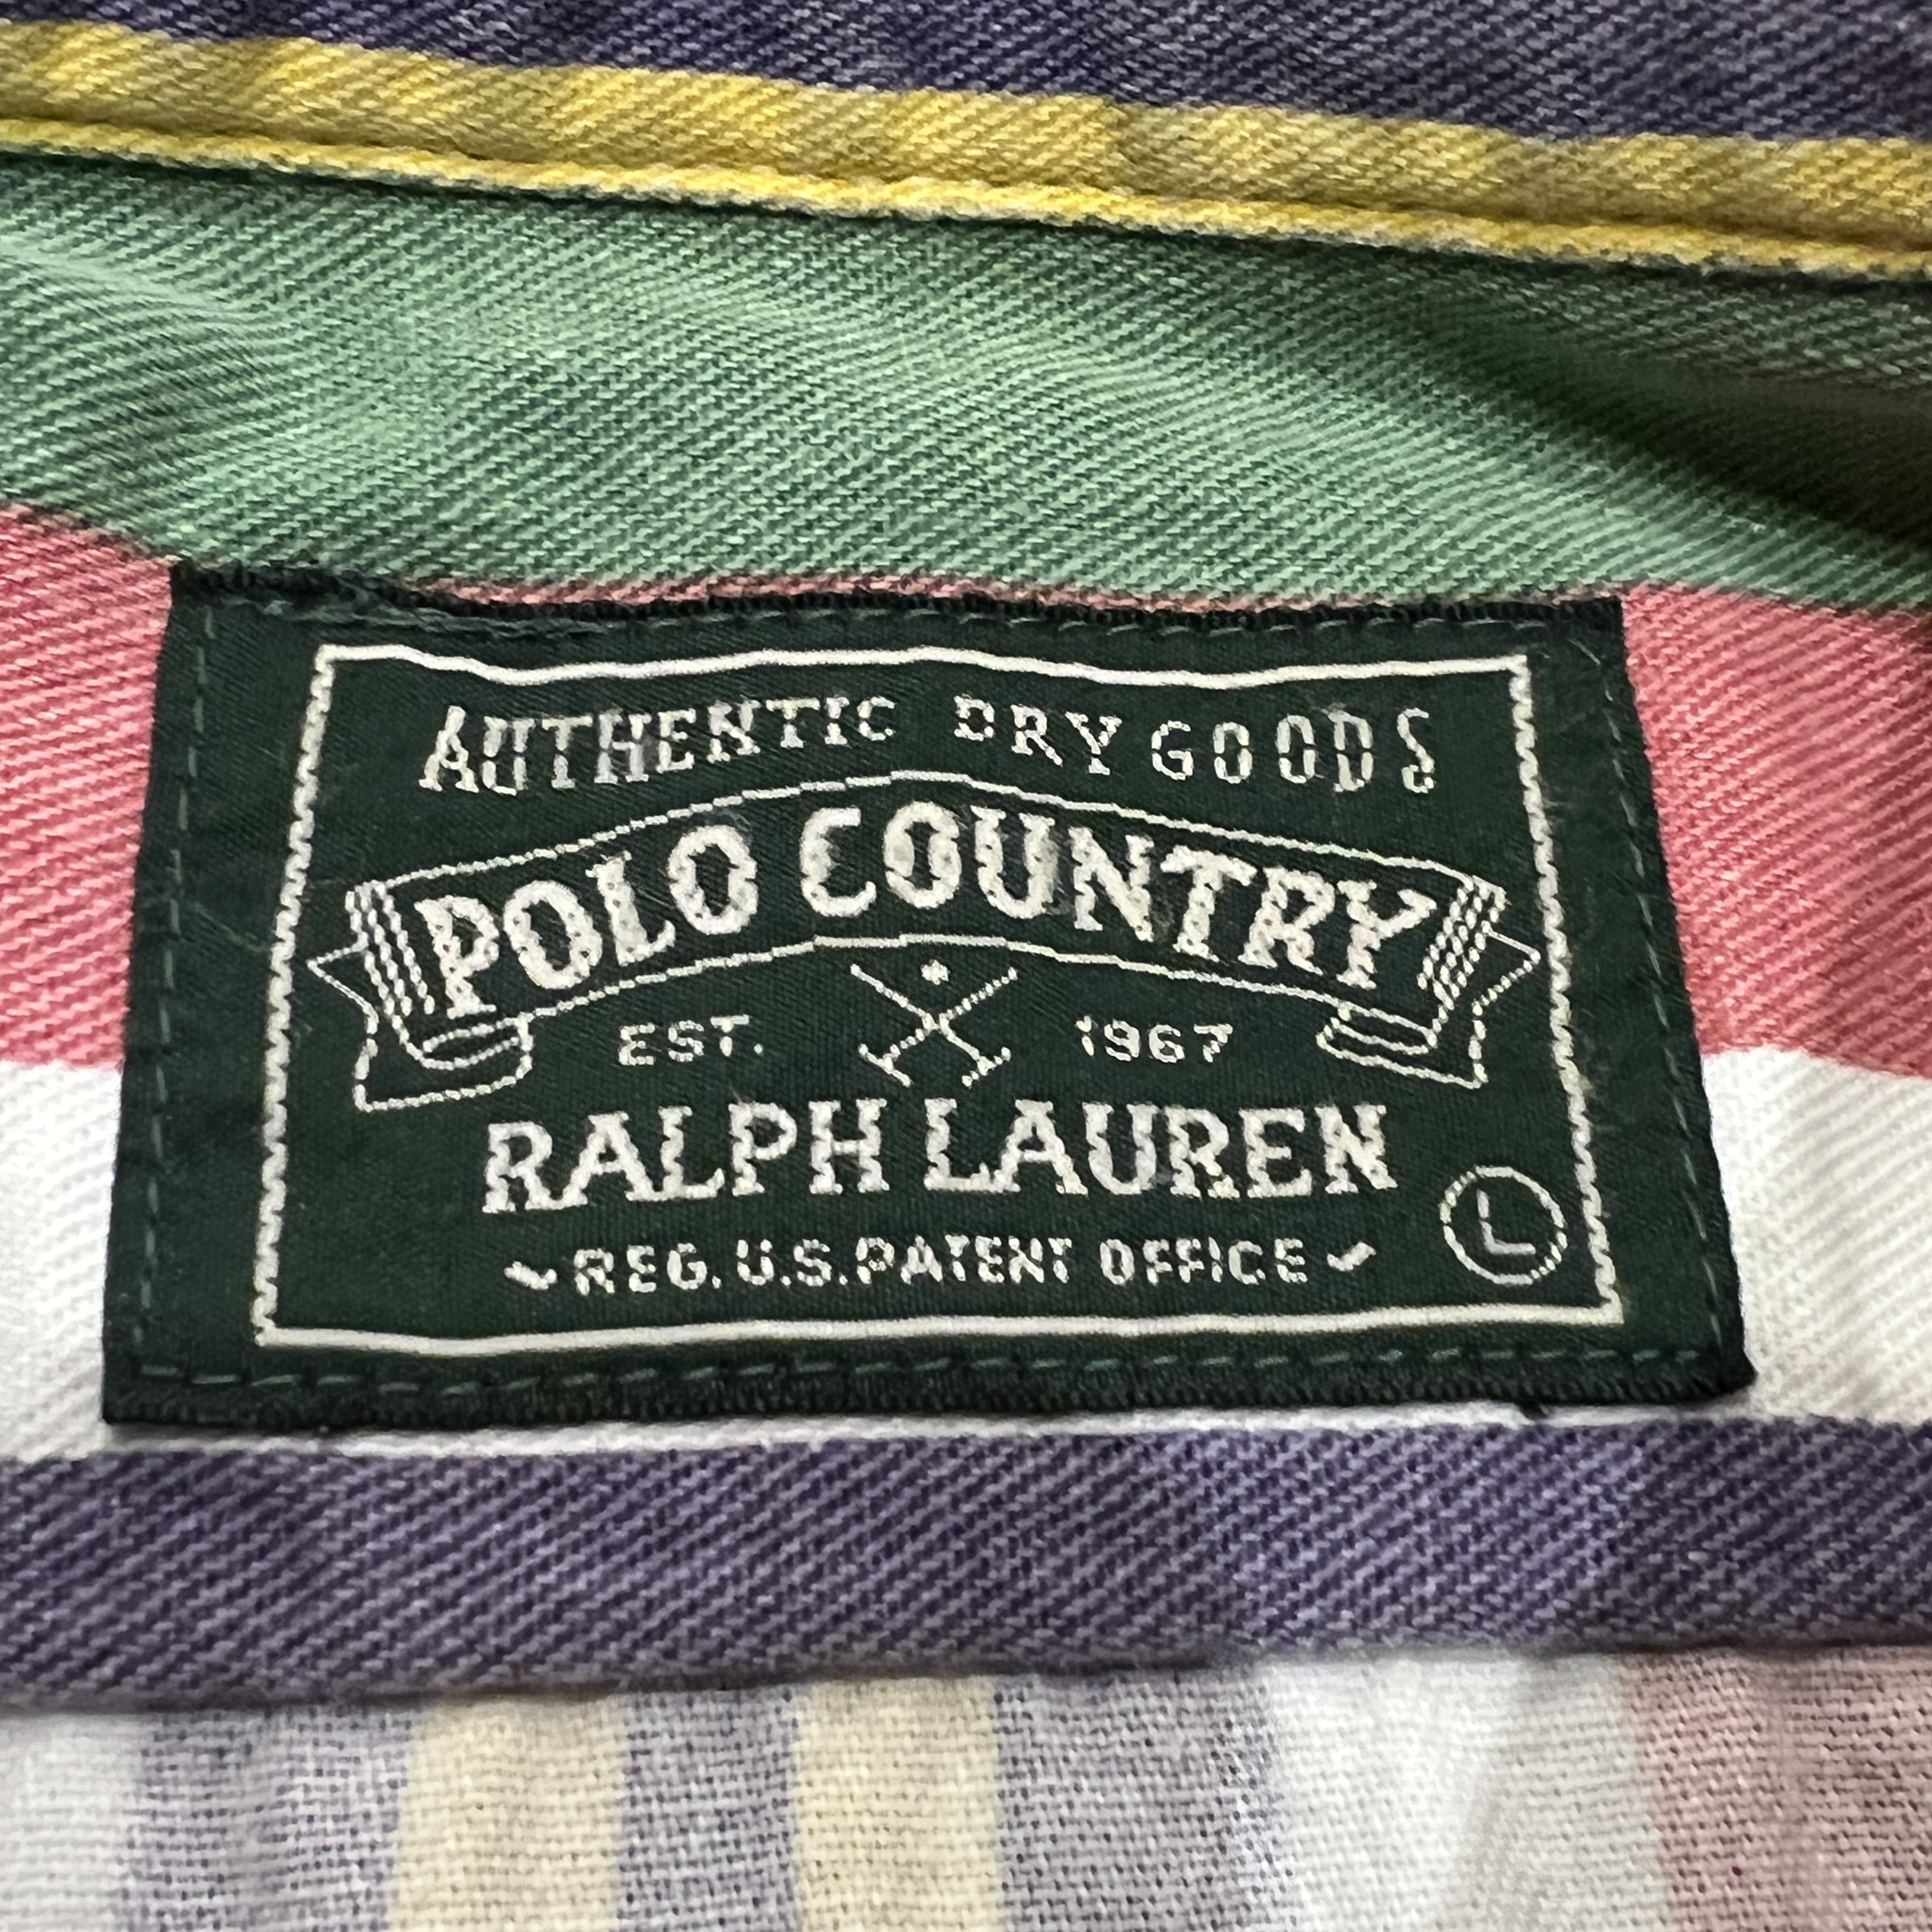 AUTHENTIC DRY GOODS
POLO COUNTRY
EST. 1967
RALPH LAUREN
REG. U.S. PATENT OFFICE
L